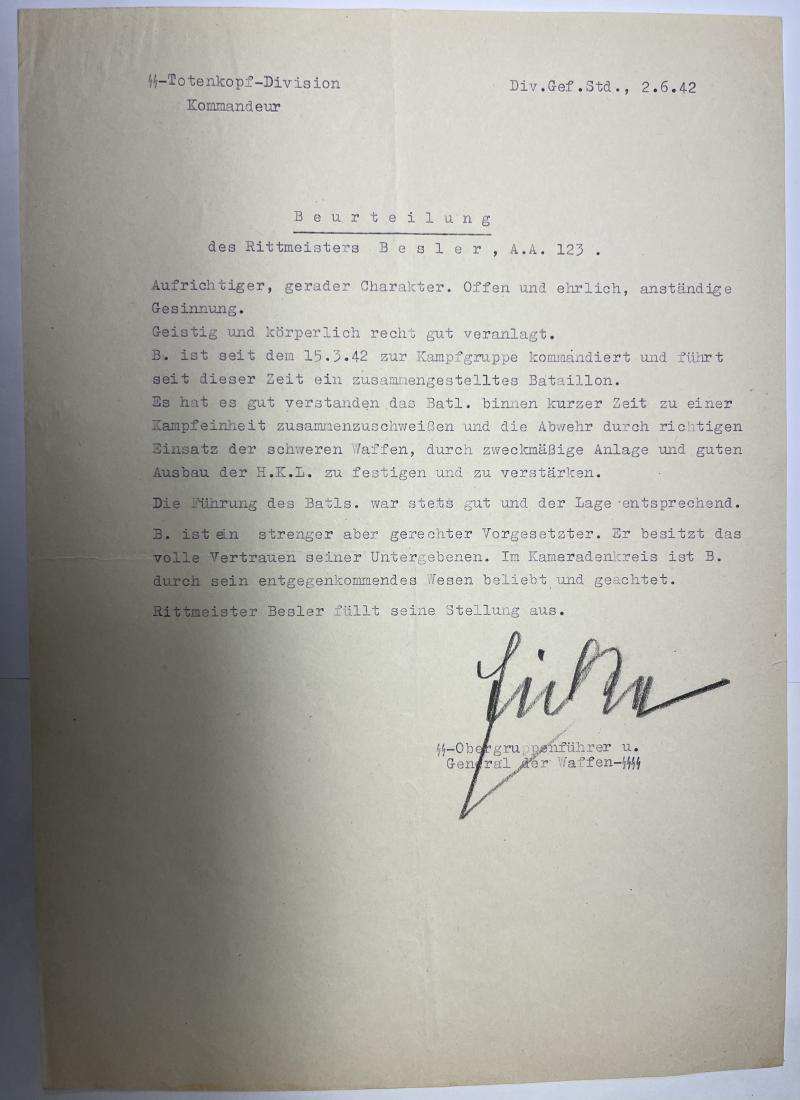 ᛋᛋ-Totenkopf-Division
Div.Gef.Std., 2.6.42
Kommandeur
B e u r t e i l u n g
des Rittmeisters B e s l e r , A.A. 123 .
Aufrichtiger, gerader Charakter. Offen und ehrlich, anständige
Gesinnung.
Geistig und körperlich recht gut veranlagt.
B. ist seit dem 15.3.42 zur Kampfgruppe kommandiert und führt
seit dieser Zeit ein zusammengestelltes Bataillon.
Es hat es gut verstanden das Batl. binnen kurzer Zeit zu einer
Kampfeinheit zusammenzuschweißen und die Abwehr durch richtigen
Einsatz der schweren Waffen, durch zweckmäßige Anlage und guten
Ausbau der H.K.L. zu festigen und zu verstärken.
Die Führung des Batls. war stets gut und der Lage entsprechend.
B. ist ein strenger aber gerechter Vorgesetzter. Er besitzt das
volle Vertrauen seiner Untergebenen. Im Kameradenkreis ist B.
durch sein entgegenkommendes Wesen beliebt und geachtet.
Rittmeister Besler füllt seine Stellung aus.
Eicke
ᛋᛋ-Obergruppenführer u.
General der Waffen-ᛋᛋᛋᛋ